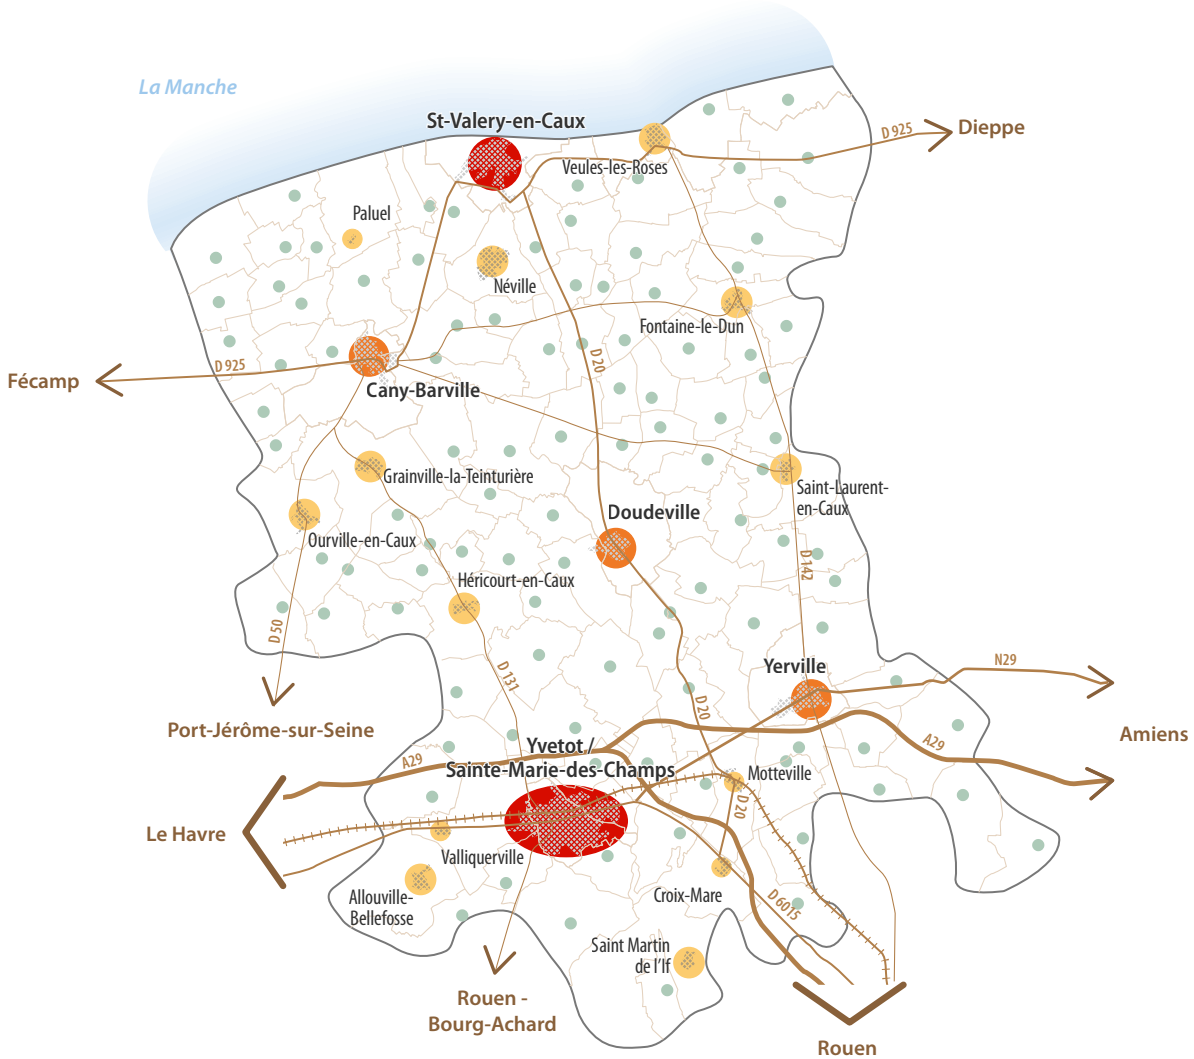 La Manche
St-Valery-en-Caux
D 925
Dieppe
Veules-les-Roses
Paluel
Néville
Fontaine-le-Dun
D 20
D 925
Fécamp
Cany-Barville
Grainville-la-Teinturière
Saint-Laurent-
en-Caux
Doudeville
Ourville-en-Caux
D 142
Héricourt-en-Caux
D 50
D 131
Yerville
N29
D 20
Port-Jérôme-sur-Seine
Amiens
A29
Yvetot /
Sainte-Marie-des-Champs
A29
Motteville
D 20
Le Havre
Valliquerville
Allouville-
Bellefosse
Croix-Mare
D 6015
Saint Martin
de l'If
Rouen -
Bourg-Achard
Rouen